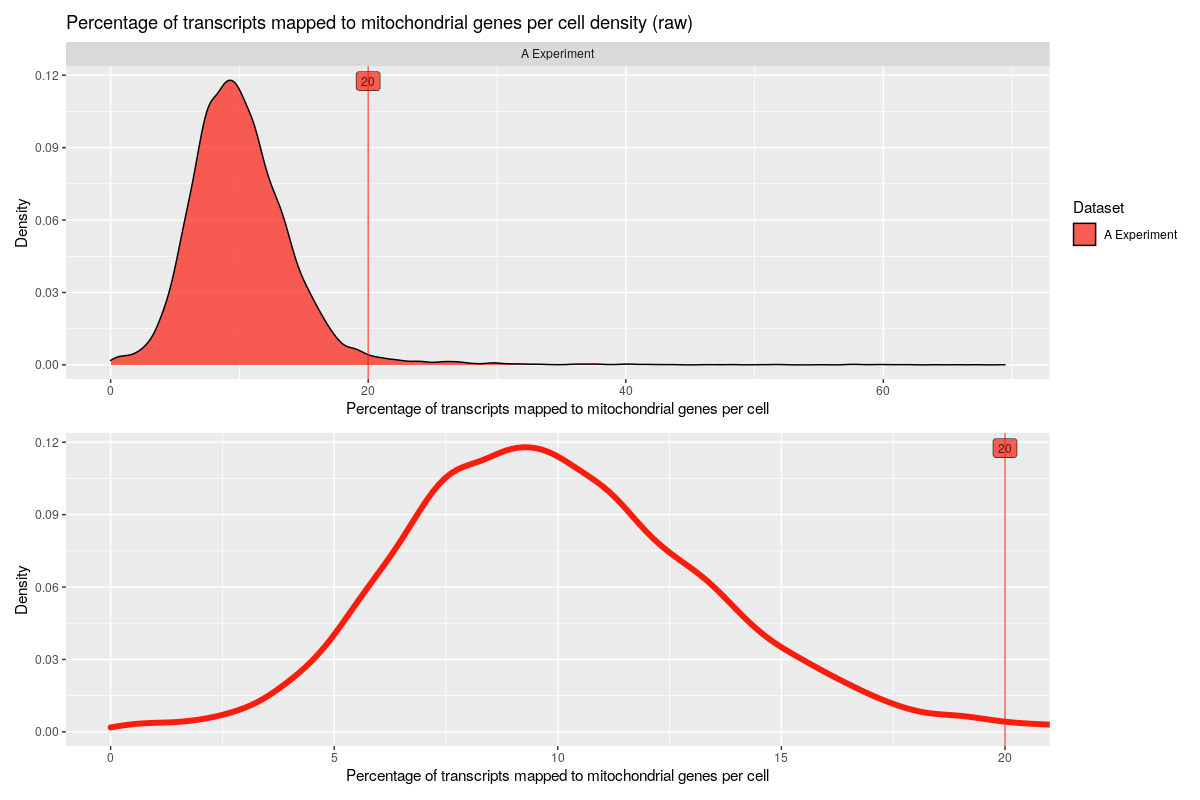 Percentage of transcripts mapped to mitochondrial genes per cell density (raw)
A Experiment
20
0.12
0.09
0.06
0.03
0.00
Density
0 20 40 60
Percentage of transcripts mapped to mitochondrial genes per cell
Dataset
A Experiment
20
0.12
0.09
0.06
0.03
0.00
Density
0 5 10 15 20
Percentage of transcripts mapped to mitochondrial genes per cell